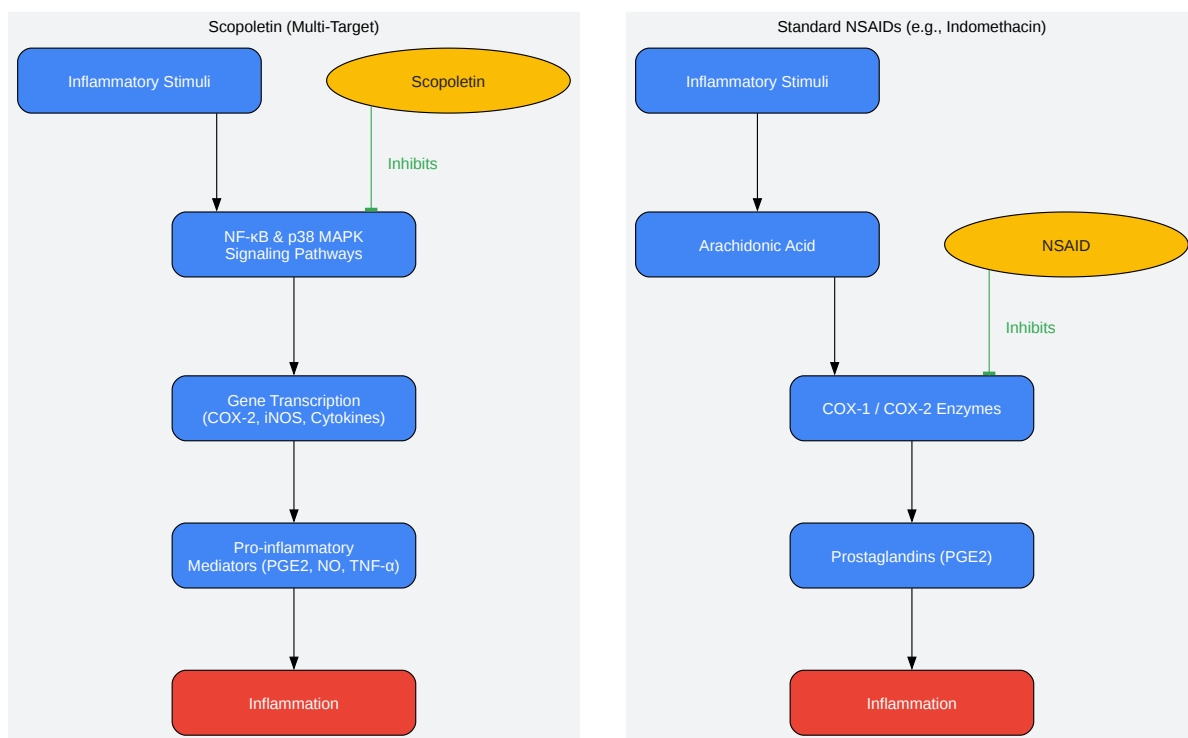 Scopoletin (Multi-Target)
Inflammatory Stimuli
Scopoletin
Inhibits
NF-κB & p38 MAPK
Signaling Pathways
Gene Transcription
(COX-2, iNOS, Cytokines)
Pro-inflammatory
Mediators (PGE2, NO, TNF-α)
Inflammation
Standard NSAIDs (e.g., Indomethacin)
Inflammatory Stimuli
Arachidonic Acid
NSAID
Inhibits
COX-1 / COX-2 Enzymes
Prostaglandins (PGE2)
Inflammation